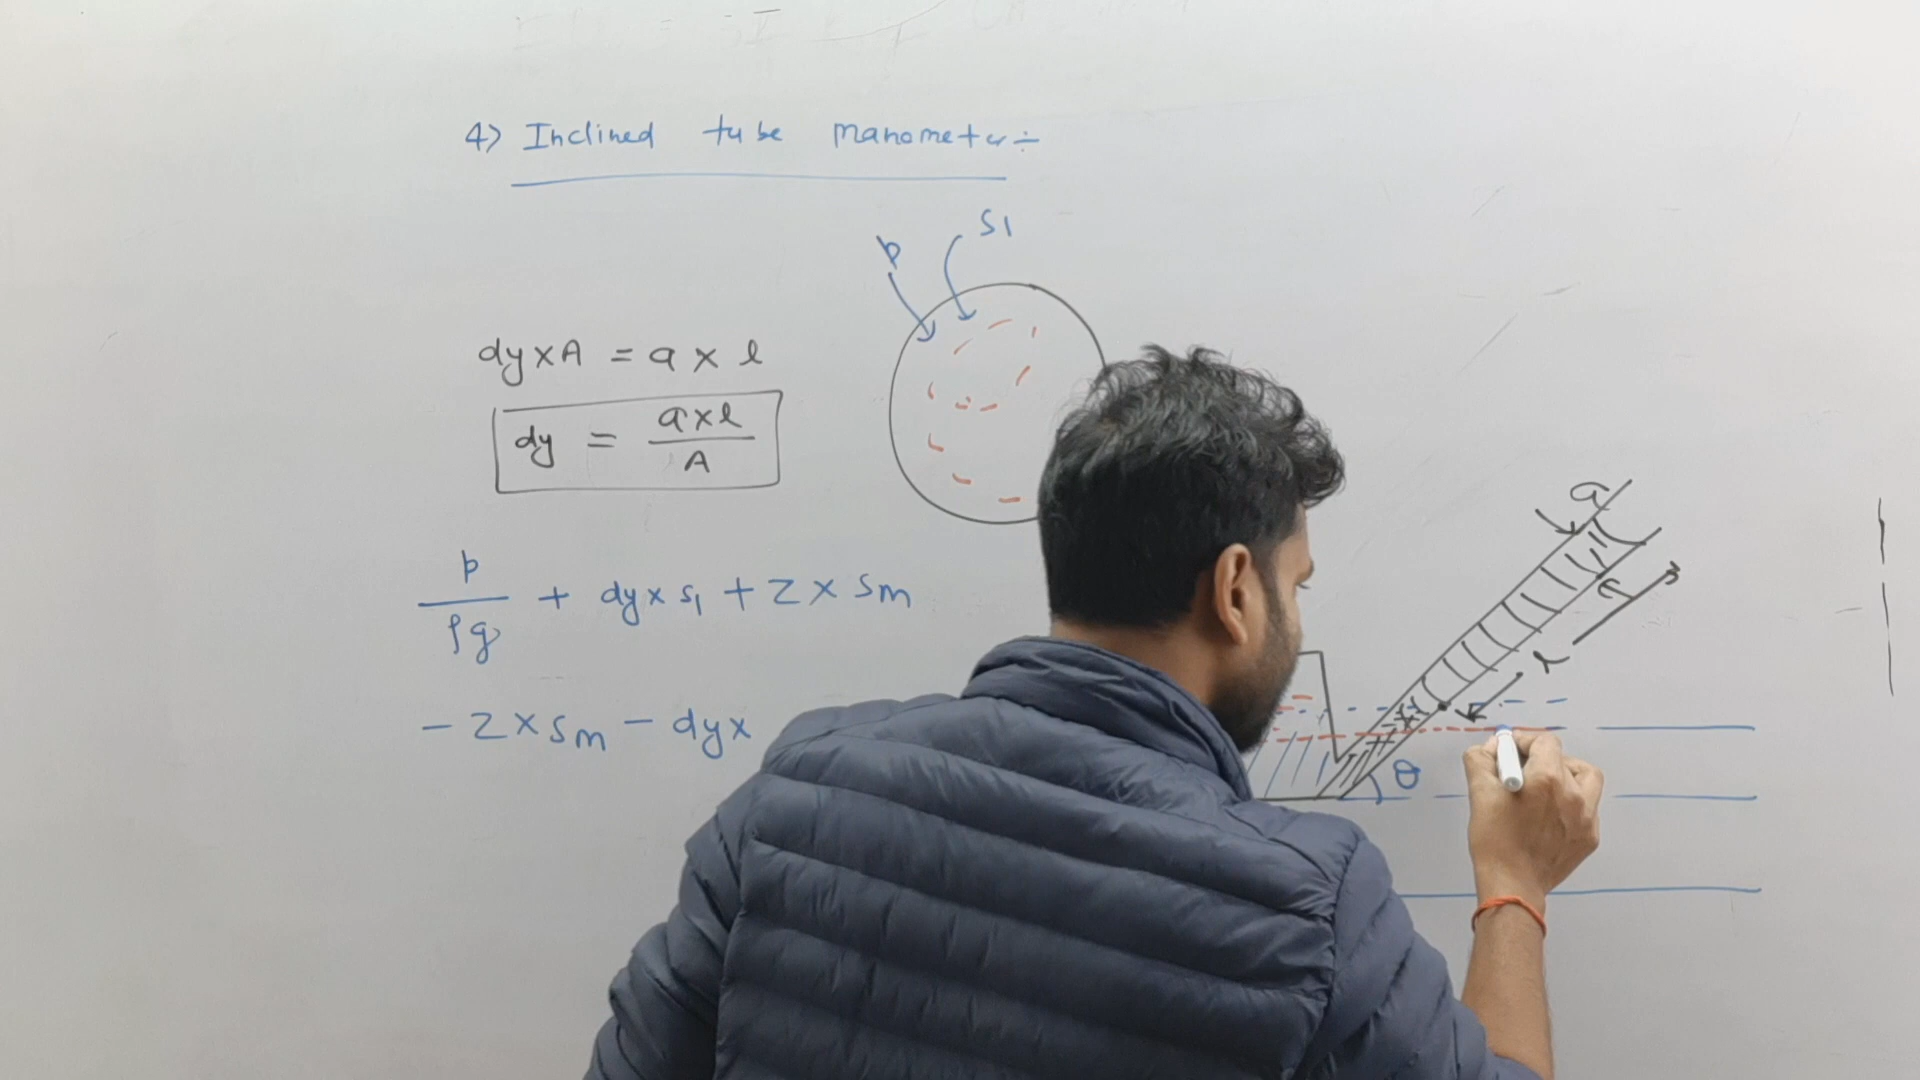 4) Inclined tube Manometer÷
S1
p
dy x A = a x l
dy = a x l / A
p / ρg + dy x s1 + Z x Sm
- Z x Sm - dy x
a
l
θ